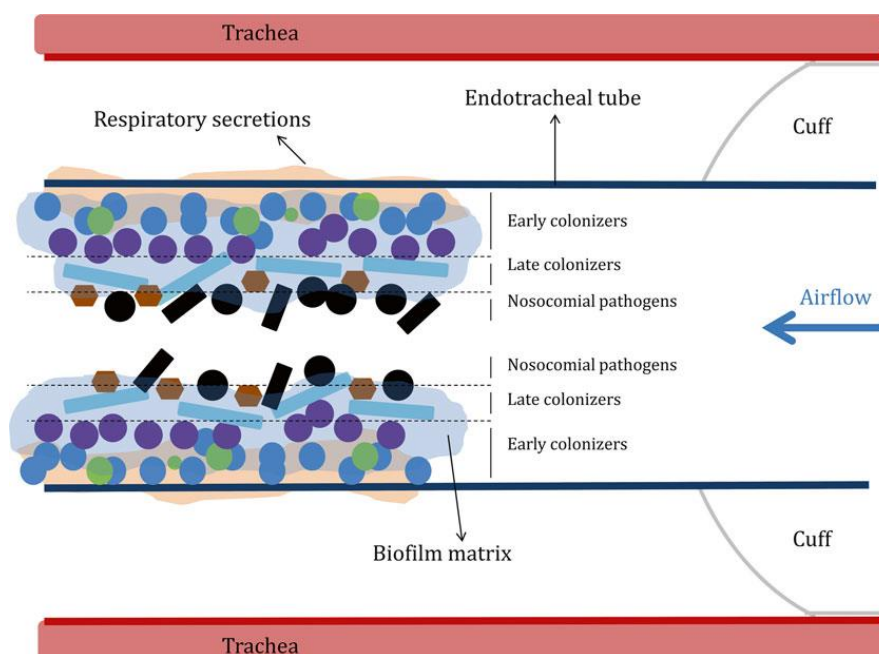 Trachea
Endotracheal tube
Respiratory secretions
Cuff
Early colonizers
Late colonizers
Nosocomial pathogens
Airflow
Nosocomial pathogens
Late colonizers
Early colonizers
Cuff
Biofilm matrix
Trachea